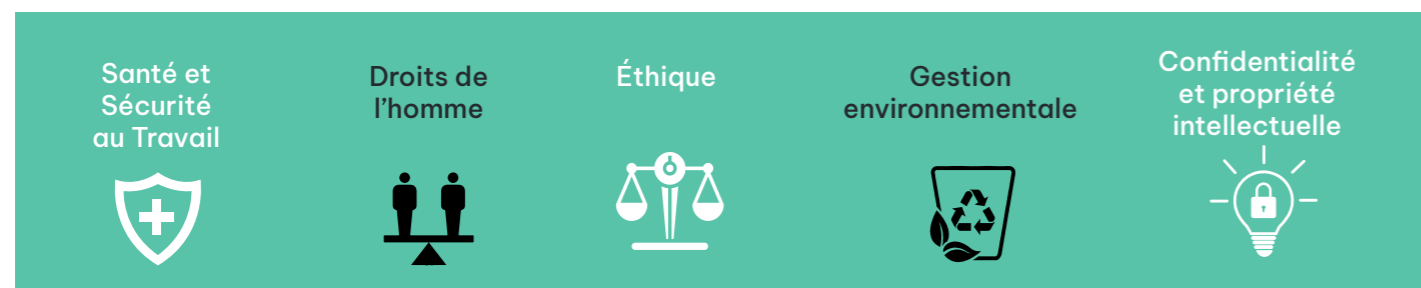 Santé et
Sécurité
au Travail
Droits de
l’homme
Éthique
Gestion
environnementale
Confidentialité
et propriété
intellectuelle